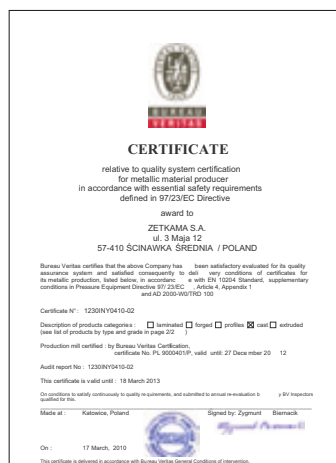 BUREAU
VERITAS
CERTIFICATE
relative to quality system certification
for metallic material producer
in accordance with essential safety requirements
defined in 97/23/EC Directive
award to
ZETKAMA S.A.
ul. 3 Maja 12
57-410 ŚCINAWKA ŚREDNIA / POLAND
Bureau Veritas certifies that the above Company has been satisfactory evaluated for its quality
assurance system and satisfied consequently to deli very conditions of certificates for
its metallic production, listed below, in accordanc e with EN 10204 Standard, supplementary
conditions in Pressure Equipment Directive 97/ 23/EC , Article 4, Appendix 1
and AD 2000-W0/TRD 100
Certificate N° : 1230INY0410-02
Description of products categories : laminated forged profiles cast extruded
(see list of products by type and grade in page 2/2 )
Production mill certified : by Bureau Veritas Certification,
certificate No. PL 9000401/P, valid until: 27 Dece mber 20 12
Audit report No : 1230INY0410-02
This certificate is valid until : 18 March 2013
On conditions to satisfy continuously to quality requirements, and submitted to annual re-evaluation b y BV Inspectors
qualified for this.
Made at : Katowice, Poland Signed by: Zygmunt Biernacik
On : 17 March, 2010
This certificate is delivered in accordance with Bureau Veritas General Conditions of intervention.